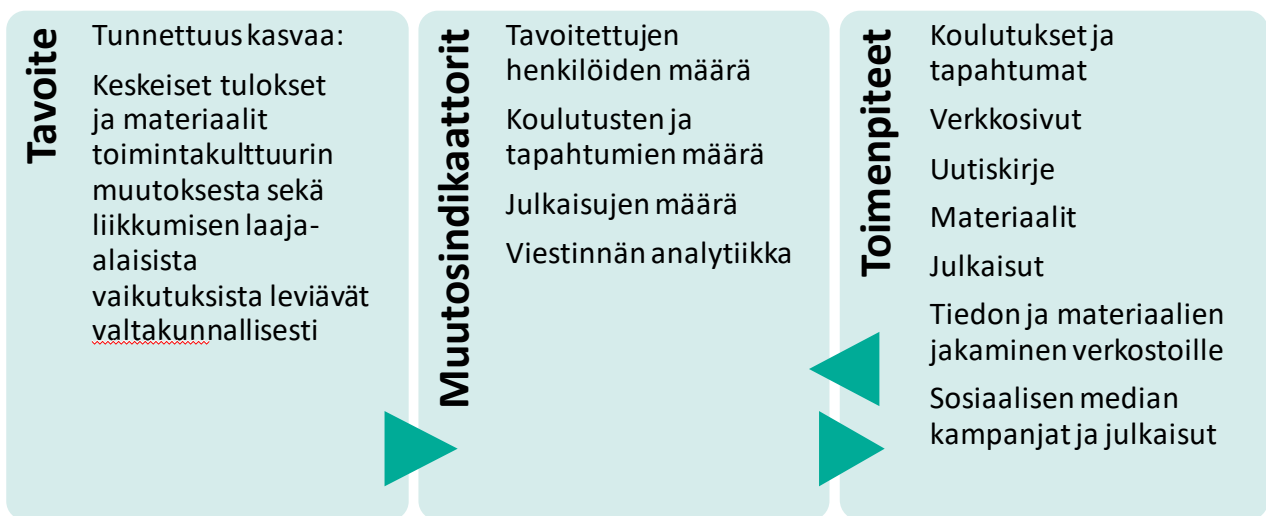 Tavoite
Tunnettuus kasvaa:
Keskeiset tulokset
ja materiaalit
toimintakulttuurin
muutoksesta sekä
liikkumisen laaja-
alaisista
vaikutuksista leviävät
valtakunnallisesti
Muutosindikaattorit
Tavoitettujen
henkilöiden määrä
Koulutusten ja
tapahtumien määrä
Julkaisujen määrä
Viestinnän analytiikka
Toimenpiteet
Koulutukset ja
tapahtumat
Verkkosivut
Uutiskirje
Materiaalit
Julkaisut
Tiedon ja materiaalien
jakaminen verkostoille
Sosiaalisen median
kampanjat ja julkaisut